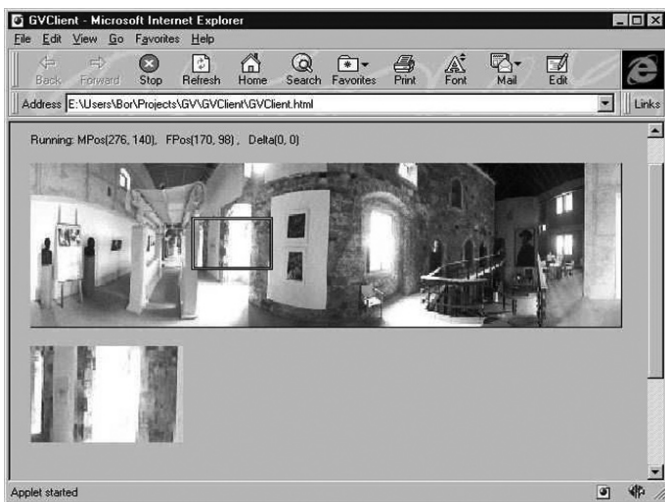 GVClient - Microsoft Internet Explorer
File Edit View Go Favorites Help
Back Forward Stop Refresh Home Search Favorites Print Font Mail Edit
Address E:\Users\Bor\Projects\GV\GVClient\GVClient.html Links
Running: MPos(276, 140), FPos(170, 98) , Delta(0, 0)
Applet started